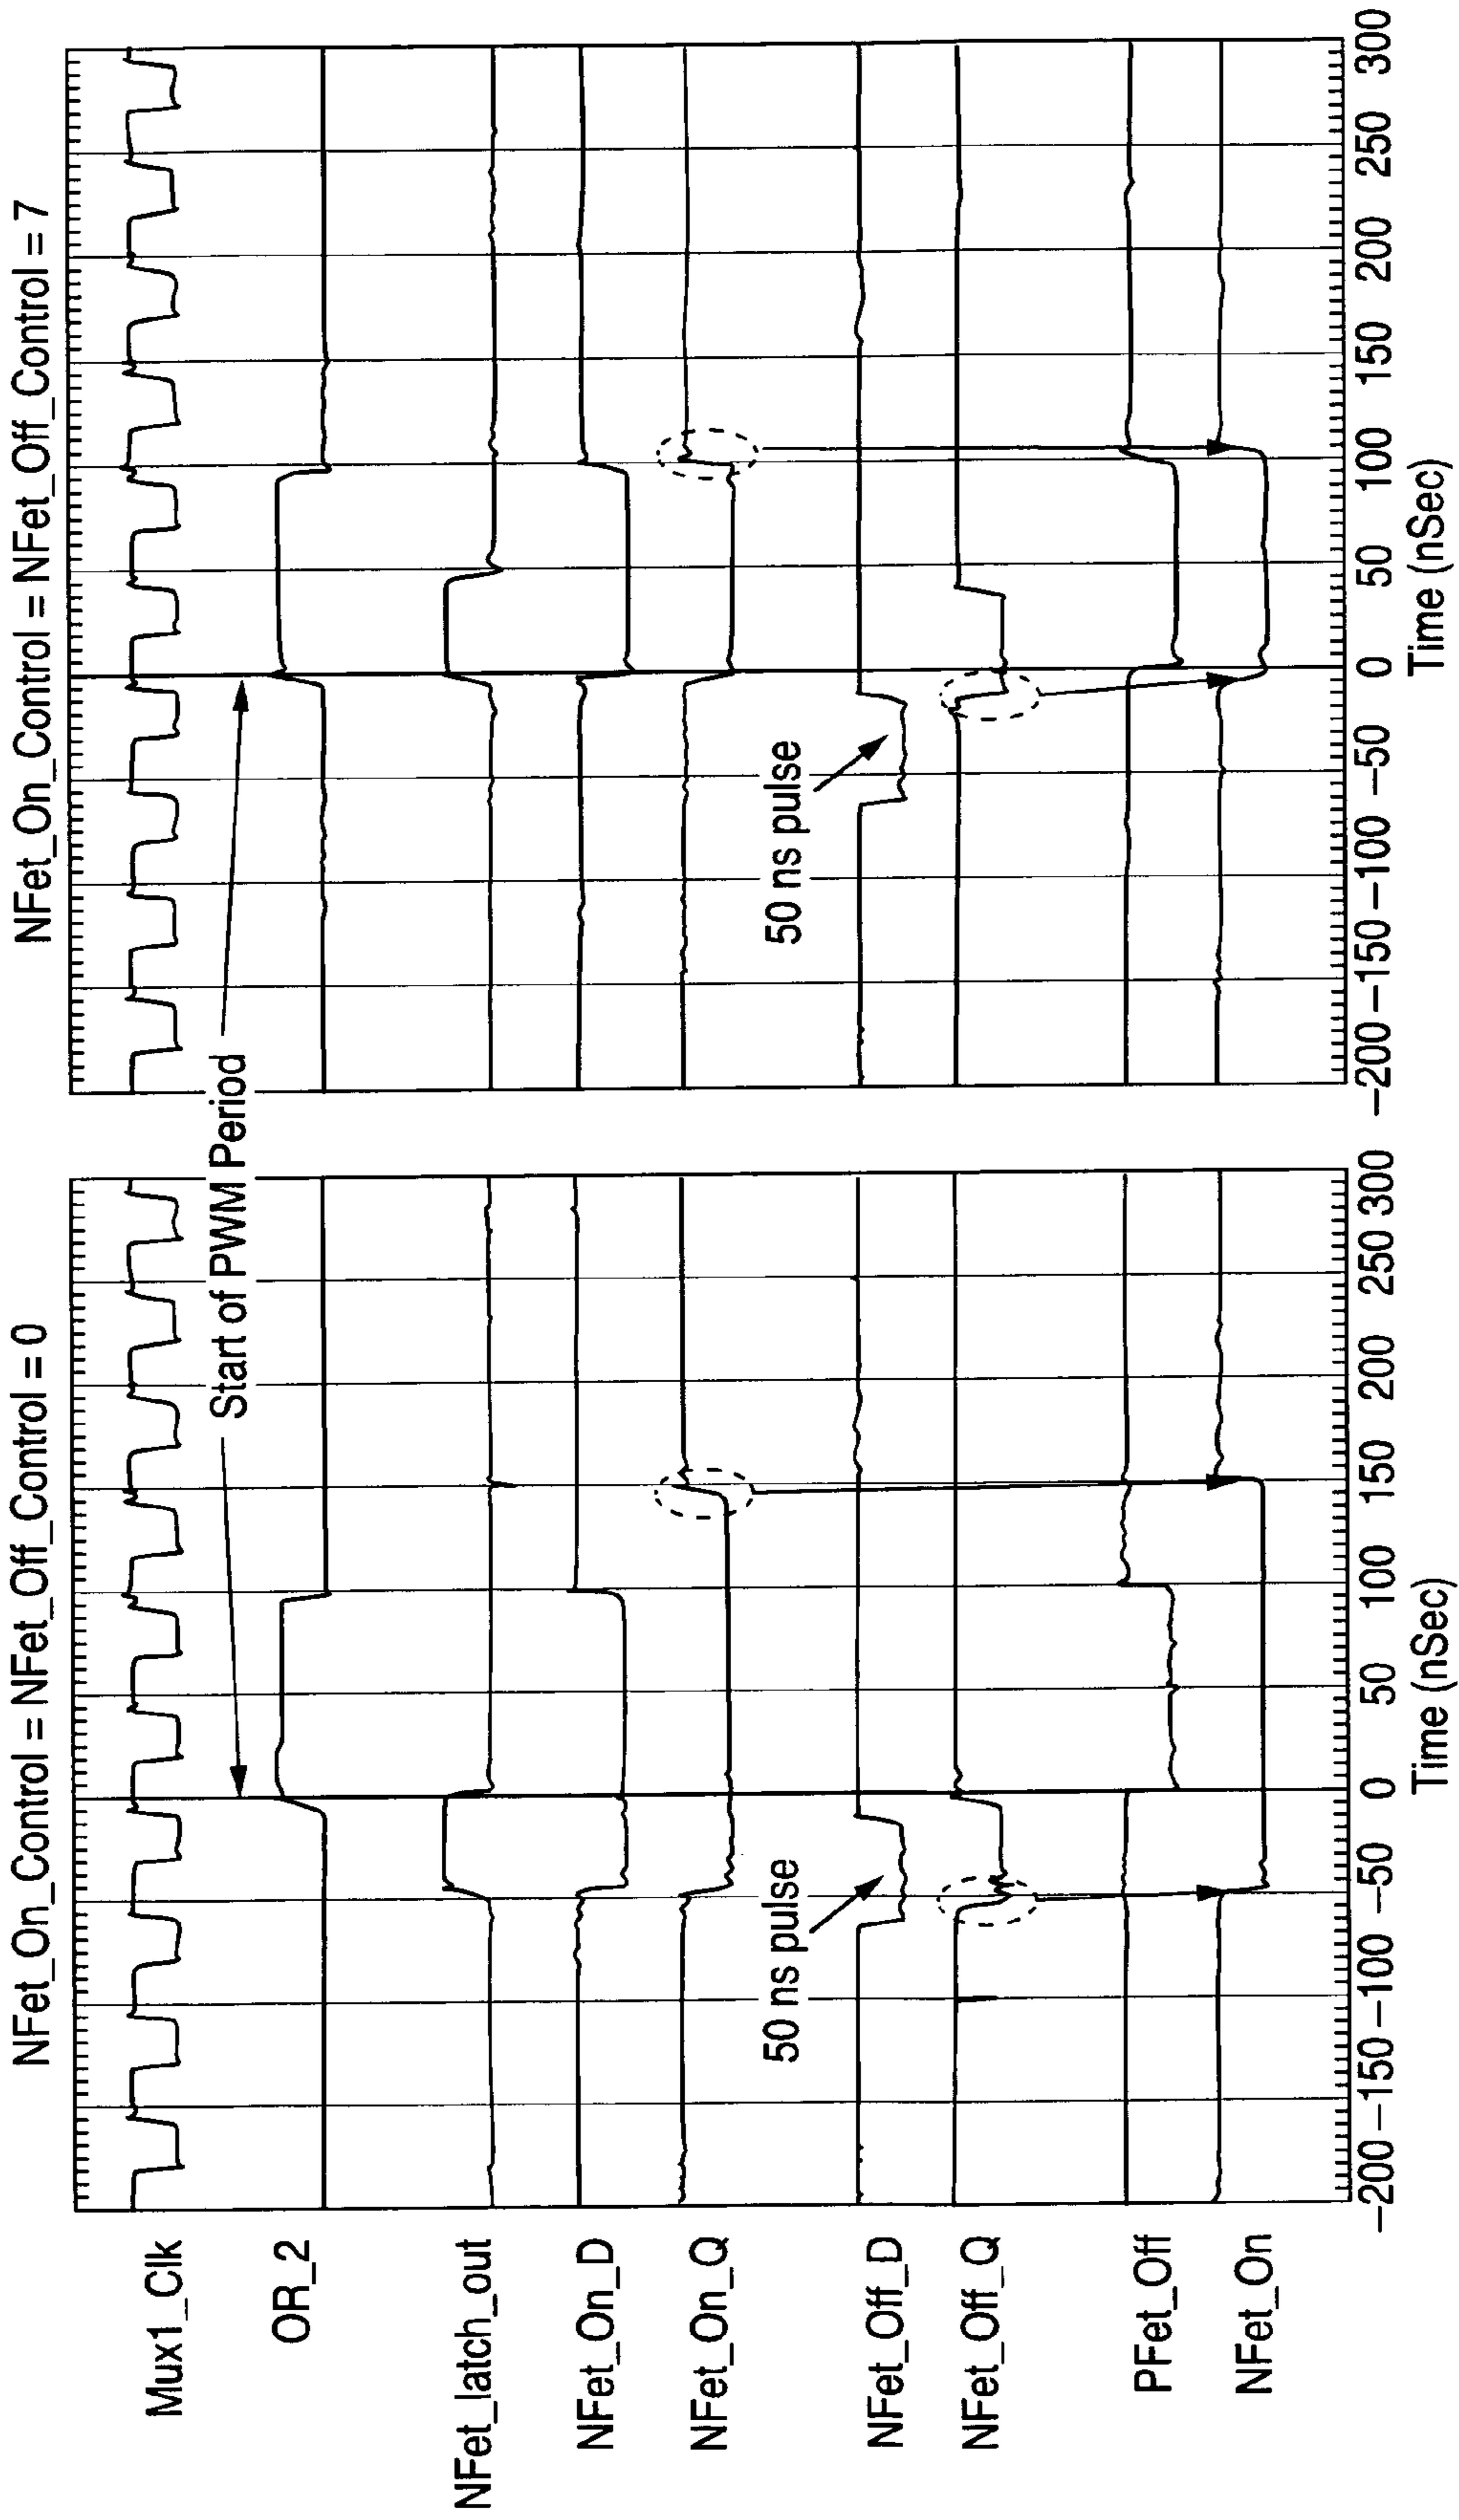 NFet_On_Control = NFet_Off_Control = 0
NFet_On_Control = NFet_Off_Control = 7
Mux1_Clk
OR_2
Start of PWM Period
NFet_latch_out
NFet_On_D
NFet_On_Q
50 ns pulse
50 ns pulse
NFet_Off_D
NFet_Off_Q
PFet_Off
NFet_On
−200 −150 −100 −50 0 50 100 150 200 250 300
Time (nSec)
−200 −150 −100 −50 0 50 100 150 200 250 300
Time (nSec)